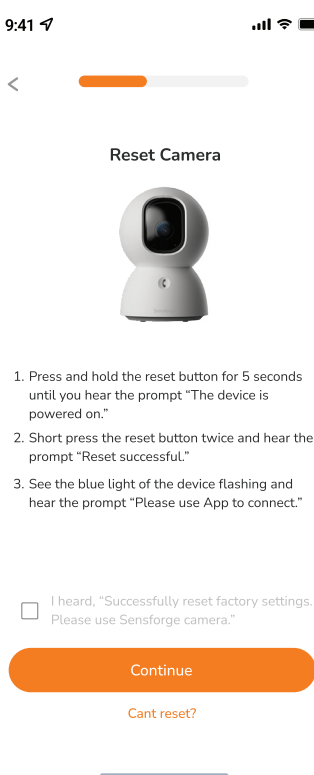 9:41
Reset Camera
1. Press and hold the reset button for 5 seconds
until you hear the prompt “The device is
powered on.”
2. Short press the reset button twice and hear the
prompt “Reset successful.”
3. See the blue light of the device flashing and
hear the prompt “Please use App to connect.”
I heard, “Successfully reset factory settings.
Please use Sensforge camera.”
Continue
Cant reset?